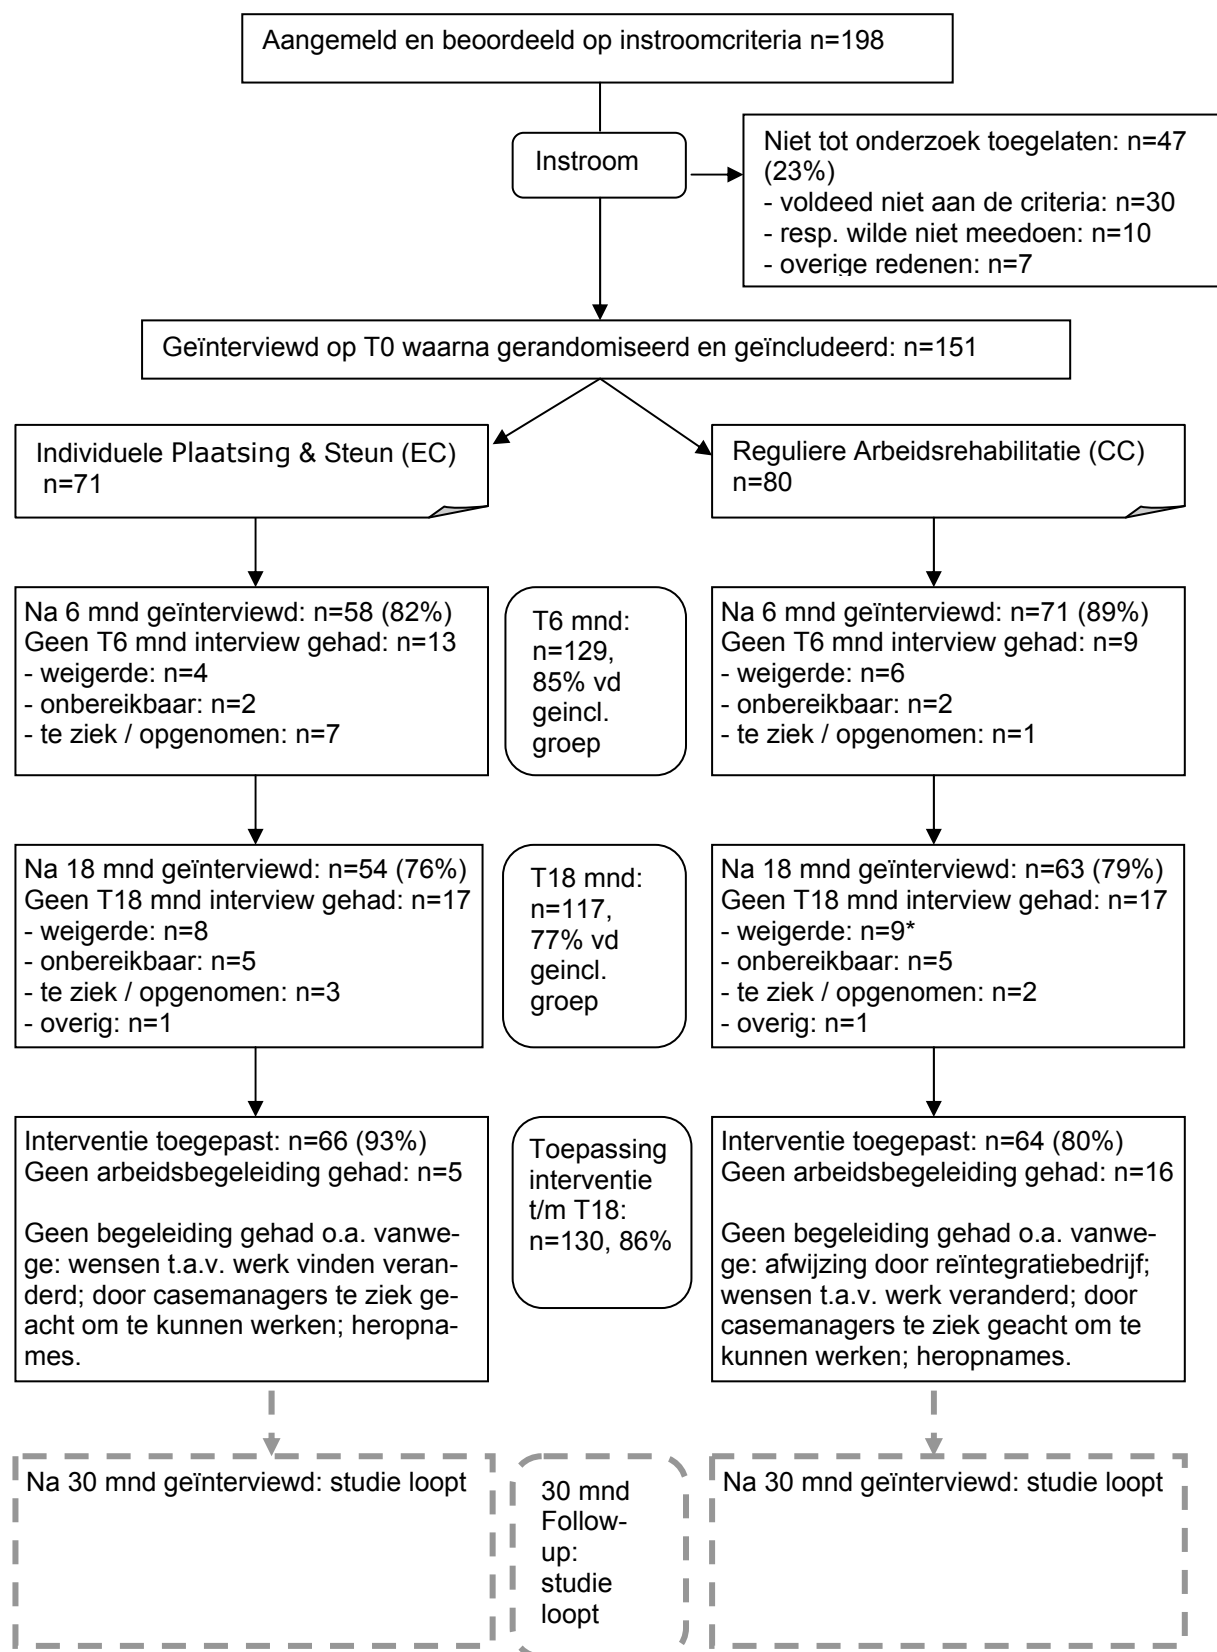 Aangemeld en beoordeeld op instroomcriteria n=198
Instroom
Niet tot onderzoek toegelaten: n=47
(23%)
- voldeed niet aan de criteria: n=30
- resp. wilde niet meedoen: n=10
- overige redenen: n=7
Geïnterviewd op T0 waarna gerandomiseerd en geïncludeerd: n=151
Individuele Plaatsing & Steun (EC)
n=71
Reguliere Arbeidsrehabilitatie (CC)
n=80
Na 6 mnd geïnterviewd: n=58 (82%)
Geen T6 mnd interview gehad: n=13
- weigerde: n=4
- onbereikbaar: n=2
- te ziek / opgenomen: n=7
T6 mnd:
n=129,
85% vd
geincl.
groep
Na 6 mnd geïnterviewd: n=71 (89%)
Geen T6 mnd interview gehad: n=9
- weigerde: n=6
- onbereikbaar: n=2
- te ziek / opgenomen: n=1
Na 18 mnd geïnterviewd: n=54 (76%)
Geen T18 mnd interview gehad: n=17
- weigerde: n=8
- onbereikbaar: n=5
- te ziek / opgenomen: n=3
- overig: n=1
T18 mnd:
n=117,
77% vd
geincl.
groep
Na 18 mnd geïnterviewd: n=63 (79%)
Geen T18 mnd interview gehad: n=17
- weigerde: n=9*
- onbereikbaar: n=5
- te ziek / opgenomen: n=2
- overig: n=1
Interventie toegepast: n=66 (93%)
Geen arbeidsbegeleiding gehad: n=5
Geen begeleiding gehad o.a. vanwe-
ge: wensen t.a.v. werk vinden veran-
derd; door casemanagers te ziek ge-
acht om te kunnen werken; heropna-
mes.
Toepassing
interventie
t/m T18:
n=130, 86%
Interventie toegepast: n=64 (80%)
Geen arbeidsbegeleiding gehad: n=16
Geen begeleiding gehad o.a. vanwe-
ge: afwijzing door reïntegratiebedrijf;
wensen t.a.v. werk veranderd; door
casemanagers te ziek geacht om te
kunnen werken; heropnames.
Na 30 mnd geïnterviewd: studie loopt
30 mnd
Follow-
up:
studie
loopt
Na 30 mnd geïnterviewd: studie loopt